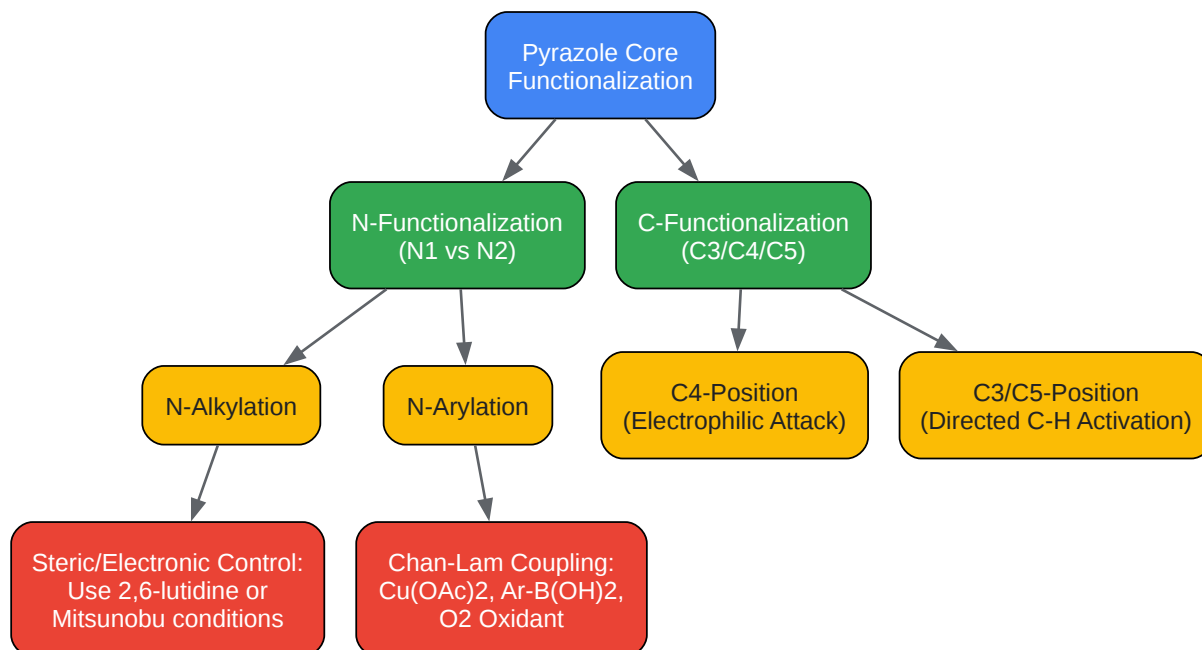 Pyrazole Core
Functionalization
N-Functionalization
(N1 vs N2)
C-Functionalization
(C3/C4/C5)
N-Alkylation
N-Arylation
C4-Position
(Electrophilic Attack)
C3/C5-Position
(Directed C-H Activation)
Steric/Electronic Control:
Use 2,6-lutidine or
Mitsunobu conditions
Chan-Lam Coupling:
Cu(OAc)2, Ar-B(OH)2,
O2 Oxidant